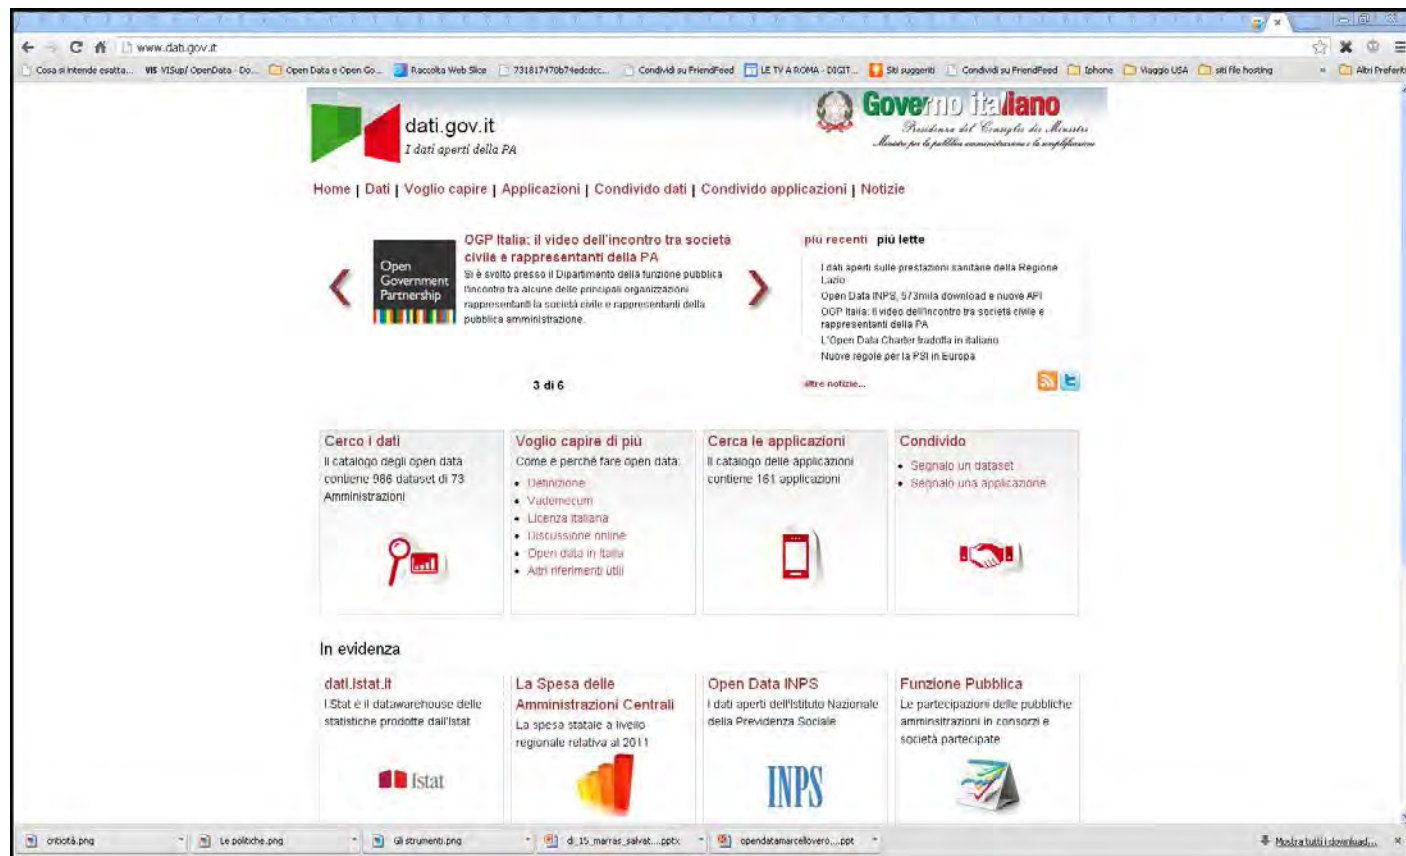 www.dati.gov.it
Cosa si intende esatta... VIS VISup/ OpenData - Do... Open Data e Open Go... Raccolta Web Slice Condividi su FriendFeed LE TV A ROMA - DIGIT... Siti suggeriti Condividi su FriendFeed Iphone Viaggio USA siti file hosting » Altri Preferiti
dati.gov.it
I dati aperti della PA
Governo italiano
Presidenza del Consiglio dei Ministri
Ministro per la pubblica amministrazione e la semplificazione
Home | Dati | Voglio capire | Applicazioni | Condivido dati | Condivido applicazioni | Notizie
Open
Government
Partnership
OGP Italia: il video dell'incontro tra società
civile e rappresentanti della PA
Si è svolto presso il Dipartimento della funzione pubblica
l'incontro tra alcune delle principali organizzazioni
rappresentanti la società civile e rappresentanti della
pubblica amministrazione.
3 di 6
più recenti più lette
I dati aperti sulle prestazioni sanitarie della Regione
Lazio
Open Data INPS, 573mila download e nuove API
OGP Italia: il video dell'incontro tra società civile e
rappresentanti della PA
L'Open Data Charter tradotta in italiano
Nuove regole per la PSI in Europa
altre notizie...
Cerco i dati
Il catalogo degli open data
contiene 986 dataset di 73
Amministrazioni
Voglio capire di più
Come e perché fare open data:
• Definizione
• Vademecum
• Licenza italiana
• Discussione online
• Open data in Italia
• Altri riferimenti utili
Cerca le applicazioni
Il catalogo delle applicazioni
contiene 161 applicazioni
Condivido
• Segnalo un dataset
• Segnalo una applicazione
In evidenza
dati.istat.it
I.Stat è il datawarehouse delle
statistiche prodotte dall'Istat
Istat
La Spesa delle
Amministrazioni Centrali
La spesa statale a livello
regionale relativa al 2011
Open Data INPS
I dati aperti dell'Istituto Nazionale
della Previdenza Sociale
INPS
Funzione Pubblica
Le partecipazioni delle pubbliche
amminsitrazioni in consorzi e
società partecipate
criticità.png Le politiche.png Gli strumenti.png dl_15_marras_salvat....pptx opendatamarcellovero....ppt Mostra tutti i download...